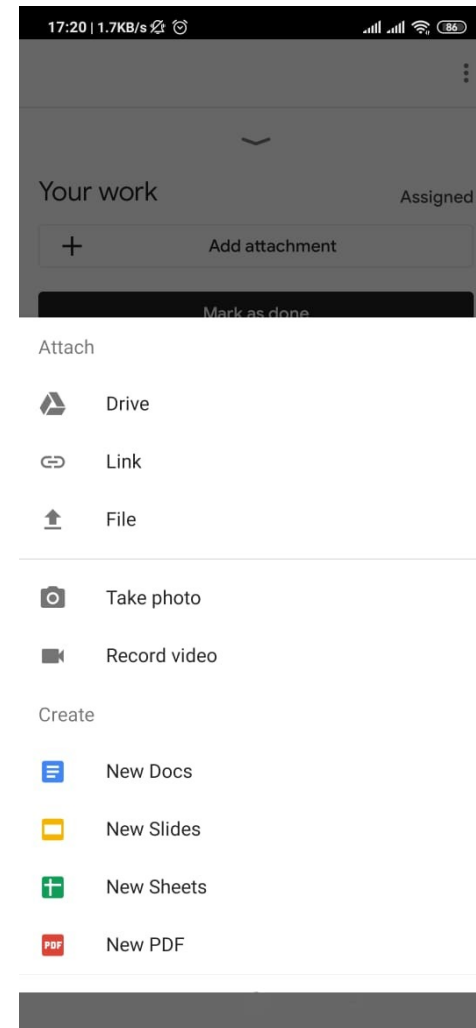 17:20 | 1.7KB/s 86
Your work
Assigned
Add attachment
Mark as done
Attach
Drive
Link
File
Take photo
Record video
Create
New Docs
New Slides
New Sheets
PDF New PDF